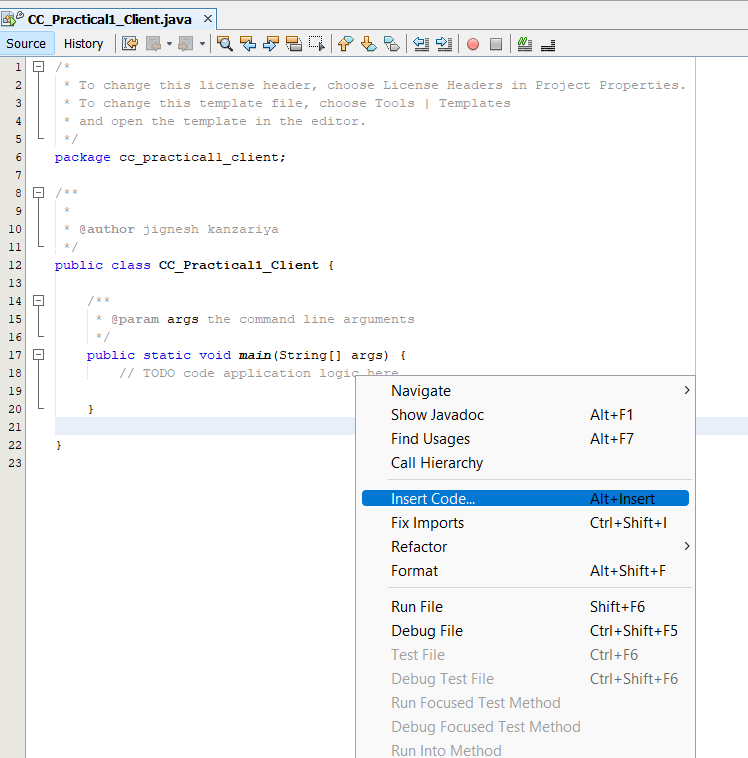 CC_Practical1_Client.java
Source History
1 /*
2 * To change this license header, choose License Headers in Project Properties.
3 * To change this template file, choose Tools | Templates
4 * and open the template in the editor.
5 */
6 package cc_practical1_client;
7
8 /**
9 *
10 * @author jignesh kanzariya
11 */
12 public class CC_Practical1_Client {
13
14 /**
15 * @param args the command line arguments
16 */
17 public static void main(String[] args) {
18 // TODO code application logic here
19
20 }
21
22 }
23
Navigate
Show Javadoc Alt+F1
Find Usages Alt+F7
Call Hierarchy
Insert Code... Alt+Insert
Fix Imports Ctrl+Shift+I
Refactor
Format Alt+Shift+F
Run File Shift+F6
Debug File Ctrl+Shift+F5
Test File Ctrl+F6
Debug Test File Ctrl+Shift+F6
Run Focused Test Method
Debug Focused Test Method
Run Into Method